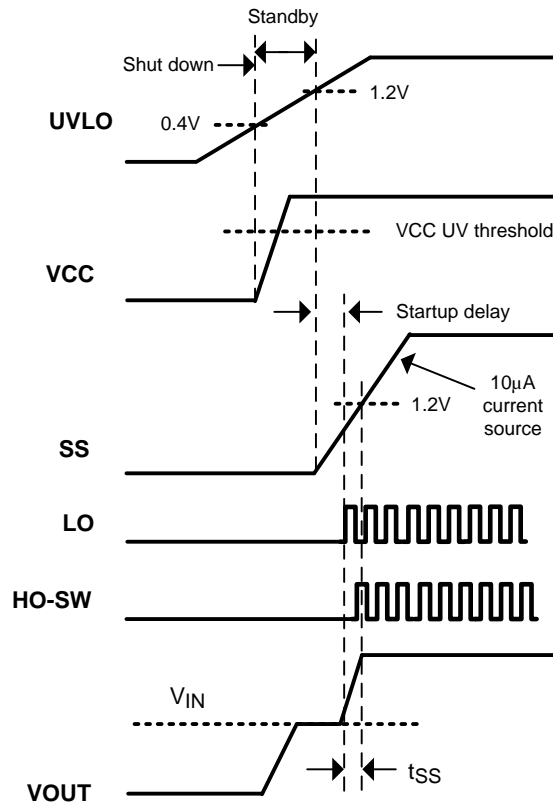 Standby
Shut down
1.2V
0.4V
UVLO
VCC UV threshold
VCC
Startup delay
10μA
current
source
1.2V
SS
LO
HO-SW
VIN
tSS
VOUT